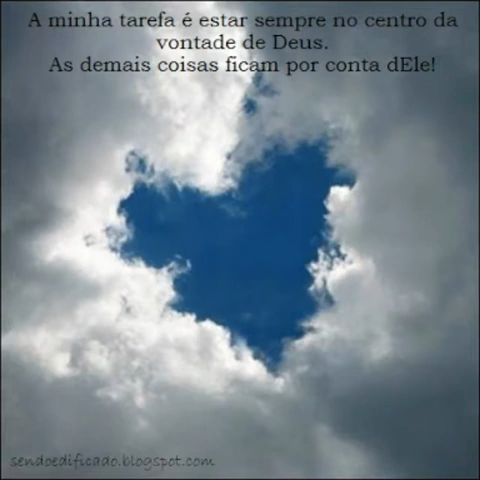 A minha tarefa é estar sempre no centro da
vontade de Deus.
As demais coisas ficam por conta dEle!
sendoedificado.blogspot.com